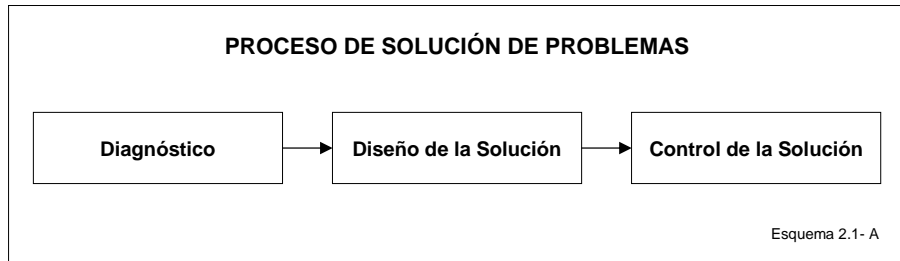 PROCESO DE SOLUCIÓN DE PROBLEMAS
Diagnóstico
Diseño de la Solución
Control de la Solución
Esquema 2.1- A